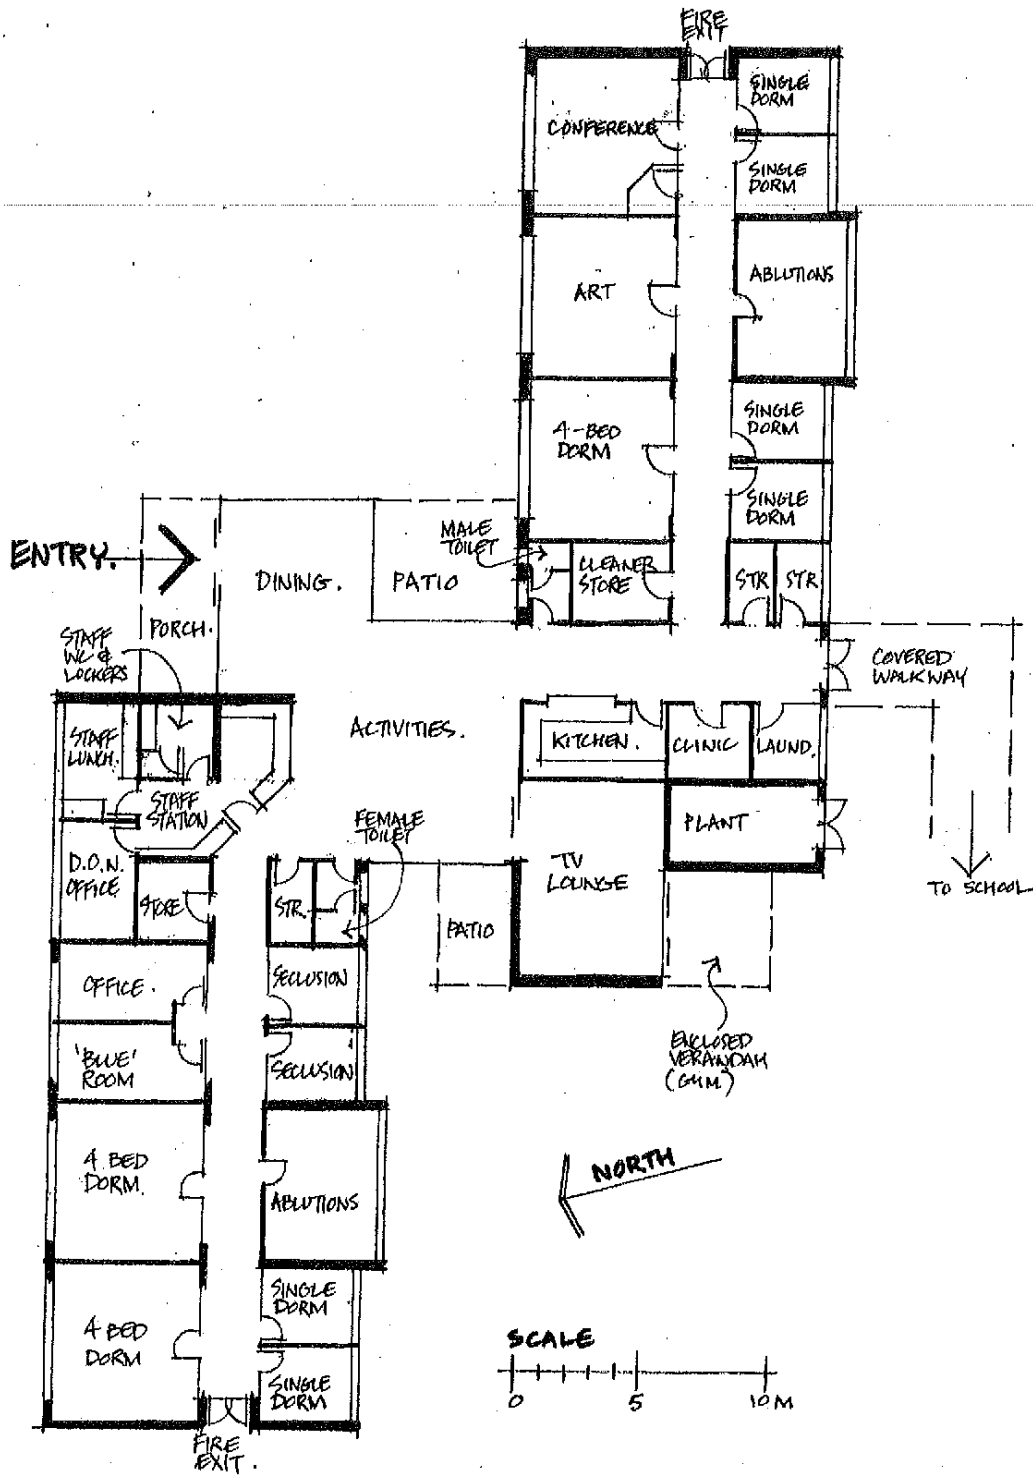 FIRE
EXIT
CONFERENCE
SINGLE
DORM
SINGLE
DORM
ART
ABLUTIONS
4-BED
DORM
SINGLE
DORM
SINGLE
DORM
MALE
TOILET
CLEANER
STORE
STR
STR.
ENTRY.
DINING.
PATIO
PORCH.
STAFF
WC &
LOCKERS
COVERED
WALKWAY
ACTIVITIES.
KITCHEN.
CLINIC
LAUND.
STAFF
LUNCH.
STAFF
STATION
FEMALE
TOILET
PLANT
D.O.N.
OFFICE
STORE
STR.
TV
LOUNGE
TO SCHOOL
PATIO
OFFICE.
SECLUSION
'BLUE'
ROOM
SECLUSION
ENCLOSED
VERANDAH
(GYM)
4 BED
DORM.
ABLUTIONS
NORTH
SINGLE
DORM
4 BED
DORM
SINGLE
DORM
SCALE
0 5 10M
FIRE
EXIT.